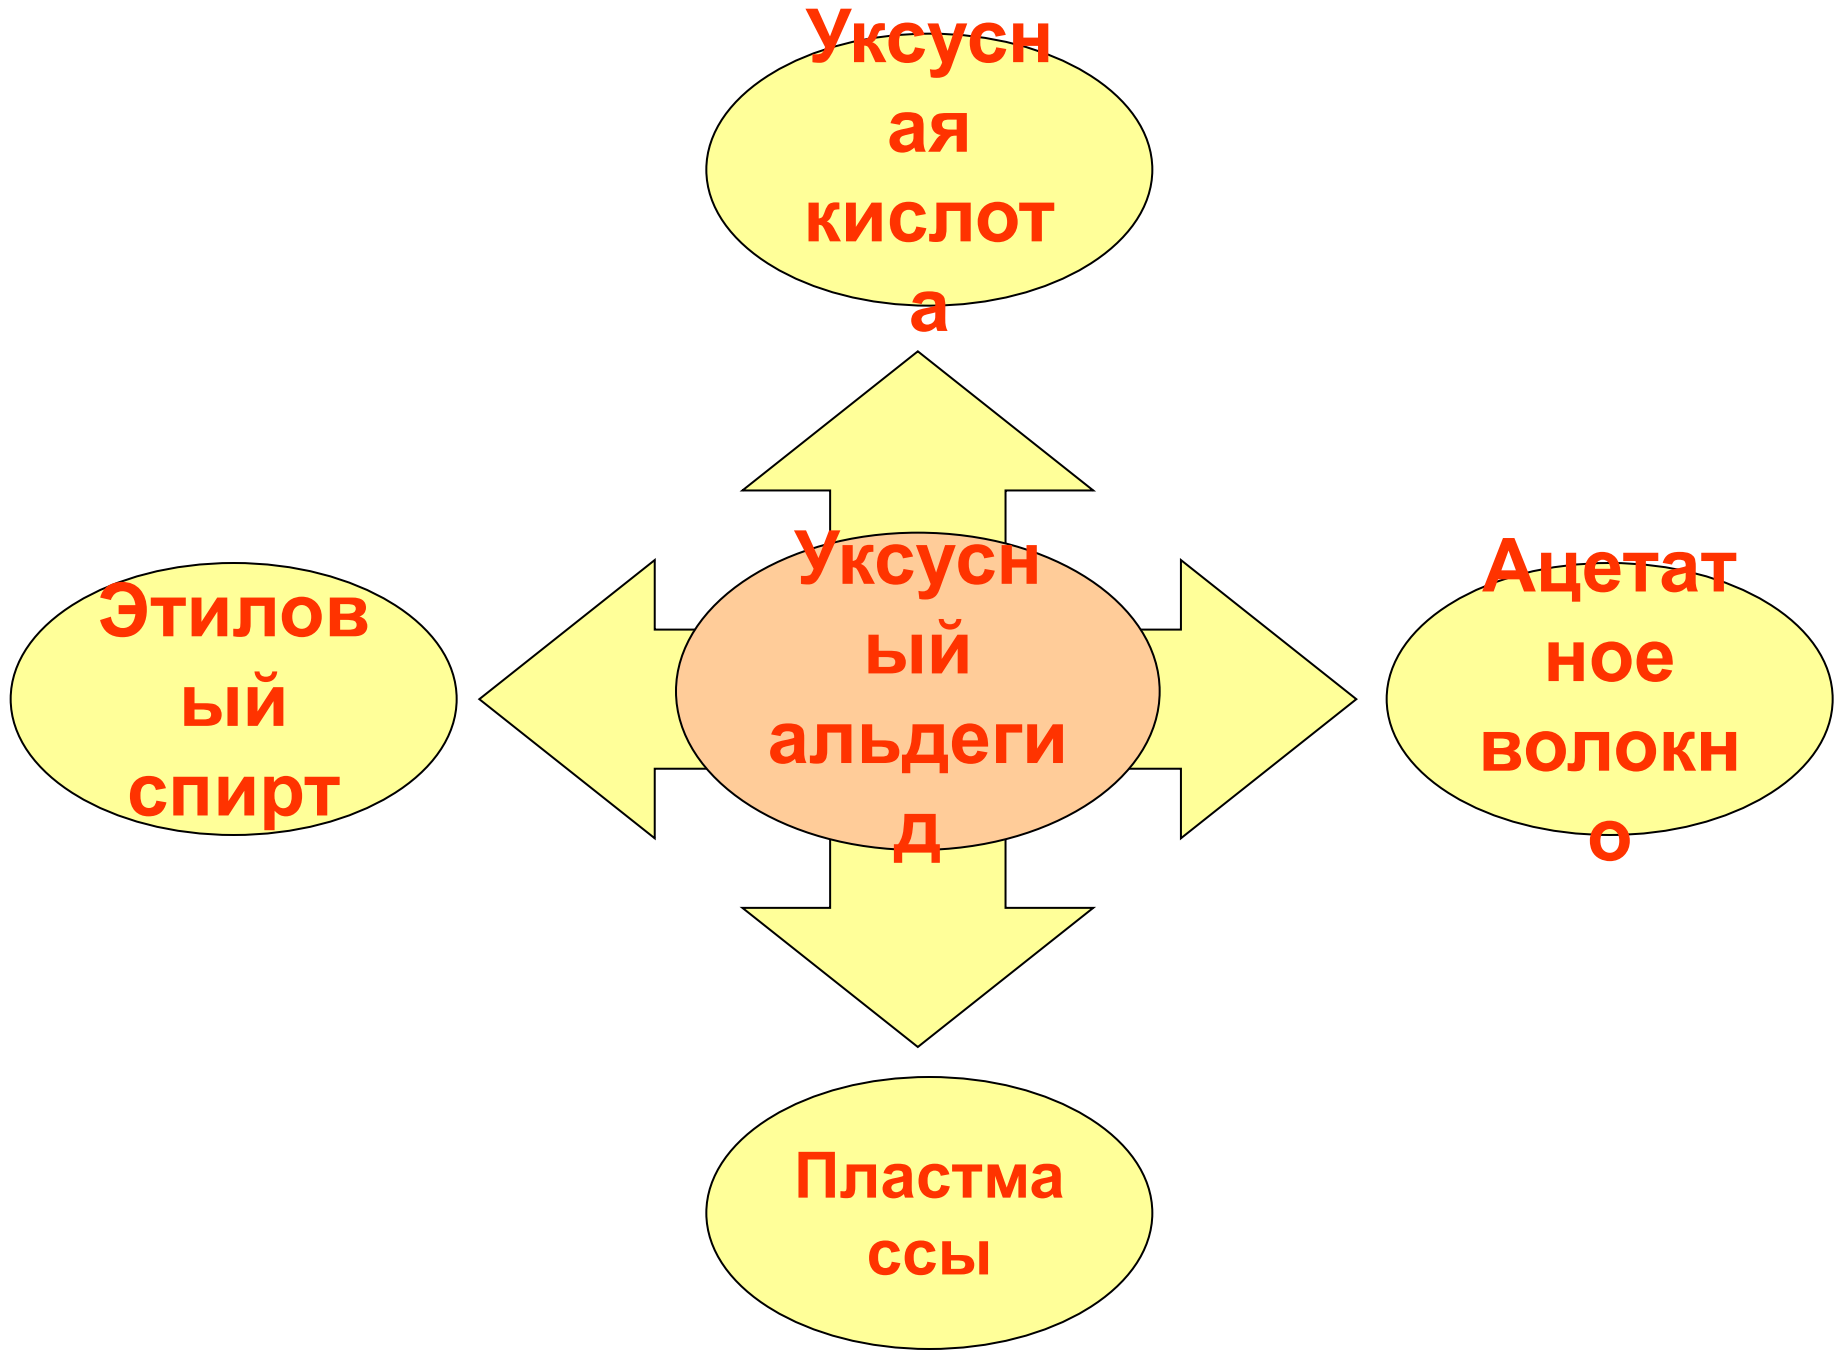 Уксусн
ая
кислот
а
Этилов
ый
спирт
Уксусн
ый
альдеги
д
Ацетат
ное
волокн
о
Пластма
ссы